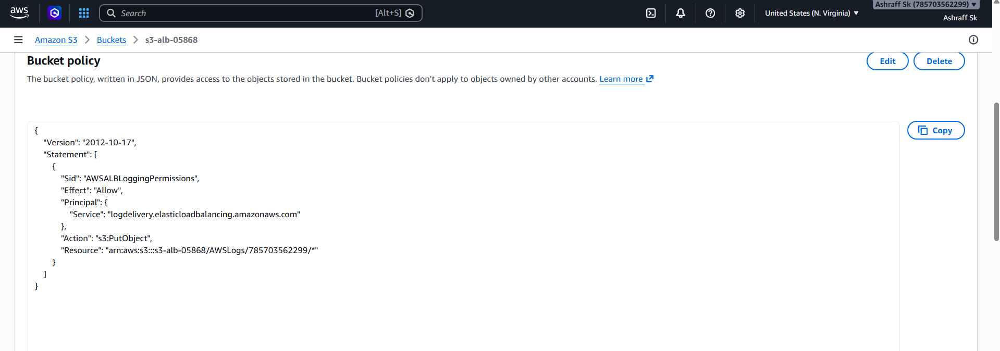 aws
Search
[Alt+S]
United States (N. Virginia)
Ashraff Sk (785703562299)
Ashraff Sk
Amazon S3
Buckets
s3-alb-05868
Bucket policy
Edit
Delete
The bucket policy, written in JSON, provides access to the objects stored in the bucket. Bucket policies don't apply to objects owned by other accounts. Learn more
Copy
{
    "Version": "2012-10-17",
    "Statement": [
        {
            "Sid": "AWSALBLoggingPermissions",
            "Effect": "Allow",
            "Principal": {
                "Service": "logdelivery.elasticloadbalancing.amazonaws.com"
            },
            "Action": "s3:PutObject",
            "Resource": "arn:aws:s3:::s3-alb-05868/AWSLogs/785703562299/*"
        }
    ]
}